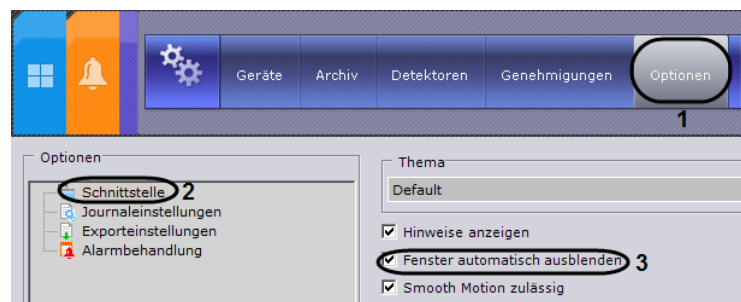 Geräte Archiv Detektoren Genehmigungen Optionen
1
Optionen
Schnittstelle 2
Journaleinstellungen
Exporteinstellungen
Alarmbehandlung
Thema
Default
Hinweise anzeigen
Fenster automatisch ausblenden 3
Smooth Motion zulässig